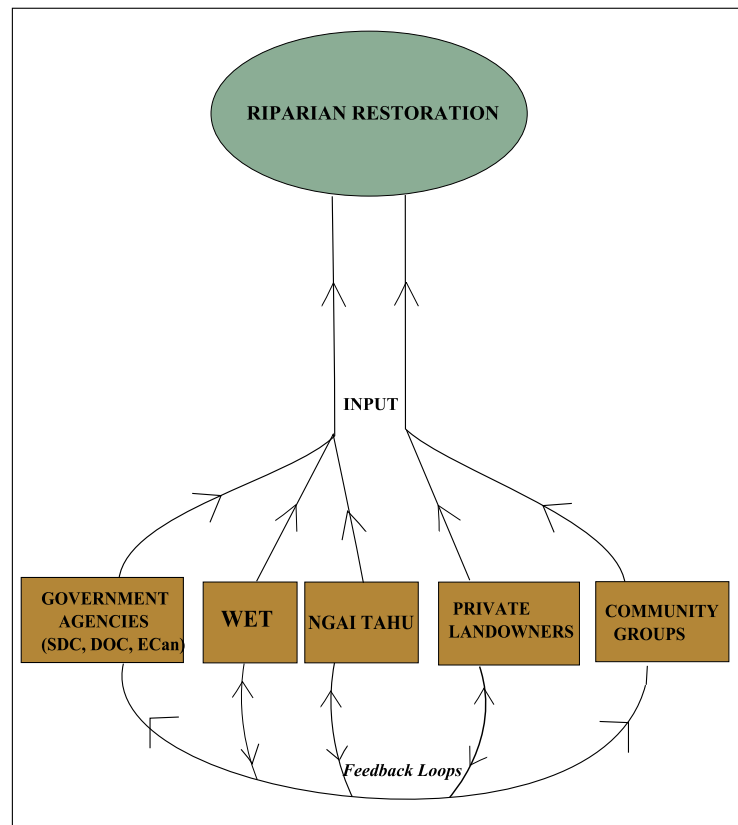 RIPARIAN RESTORATION
INPUT
GOVERNMENT
AGENCIES
(SDC, DOC, ECan)
WET
NGAI TAHU
PRIVATE
LANDOWNERS
COMMUNITY
GROUPS
Feedback Loops